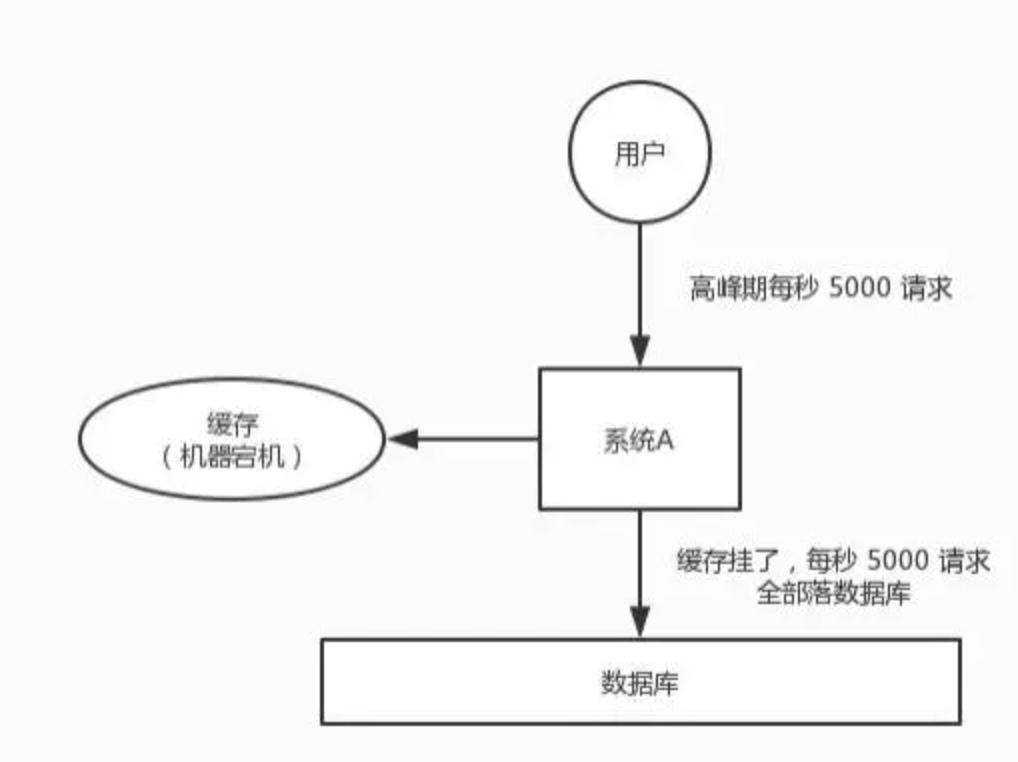 用户
高峰期每秒 5000 请求
缓存
（机器宕机）
系统A
缓存挂了，每秒 5000 请求
全部落数据库
数据库